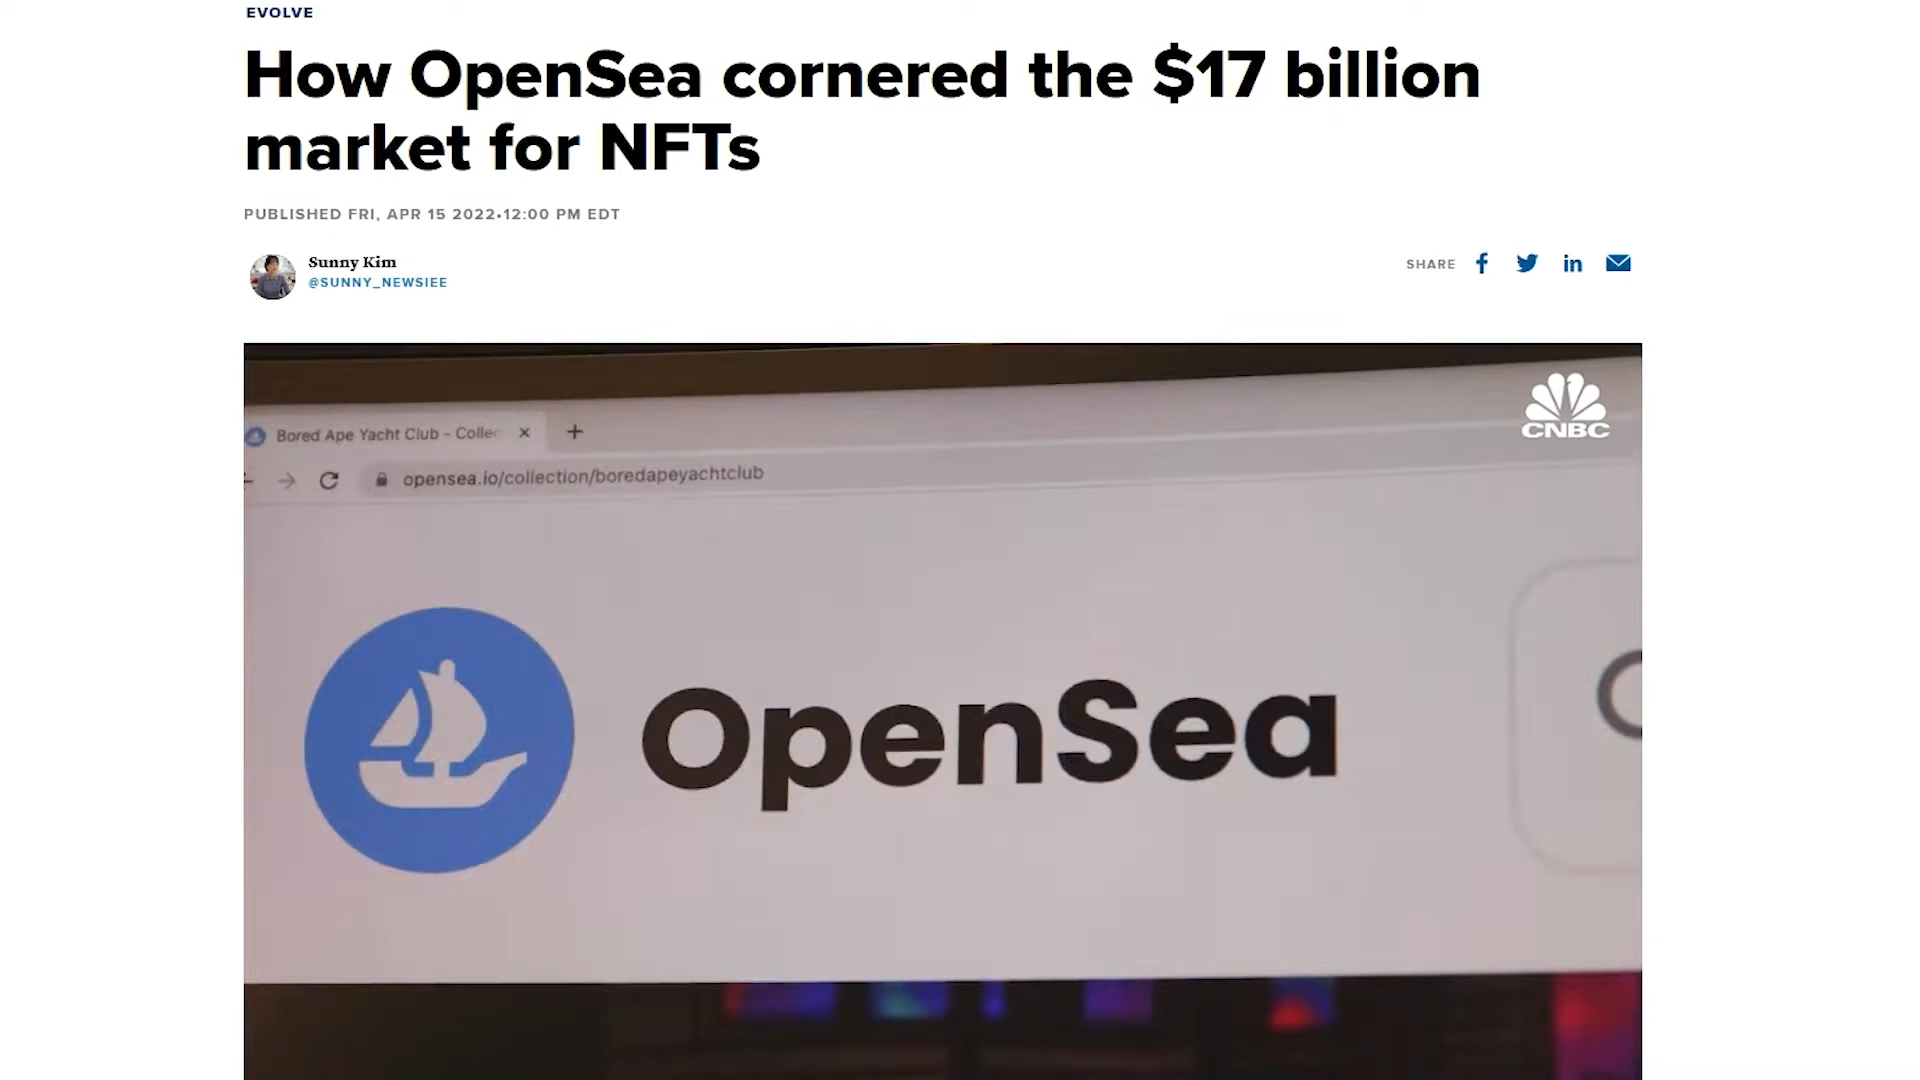 EVOLVE
How OpenSea cornered the $17 billion
market for NFTs
PUBLISHED FRI, APR 15 2022•12:00 PM EDT
Sunny Kim
@SUNNY_NEWSIEE
SHARE
CNBC
Bored Ape Yacht Club - Collec
opensea.io/collection/boredapeyachtclub
OpenSea